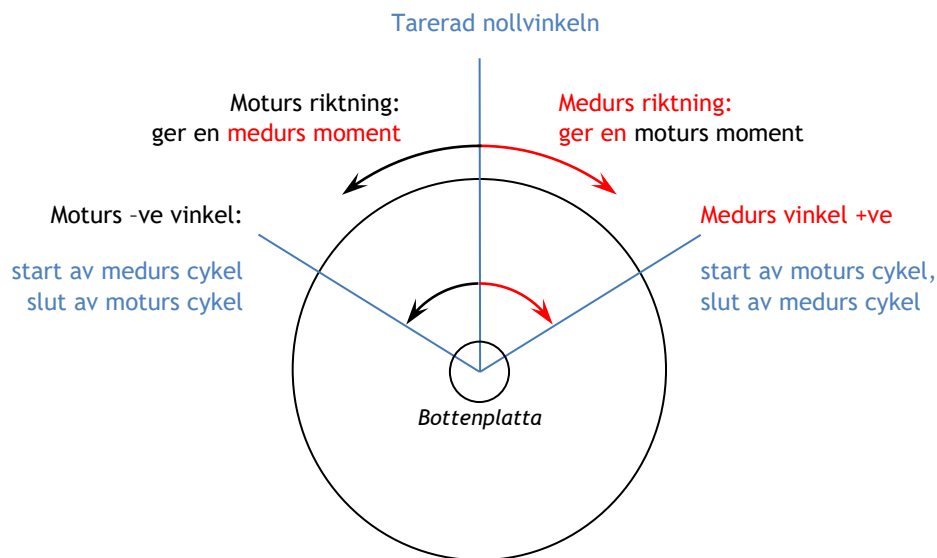 Tarerad nollvinkeln
Moturs riktning:
ger en medurs moment
Medurs riktning:
ger en moturs moment
Moturs –ve vinkel:
Medurs vinkel +ve
start av medurs cykel
slut av moturs cykel
start av moturs cykel,
slut av medurs cykel
Bottenplatta